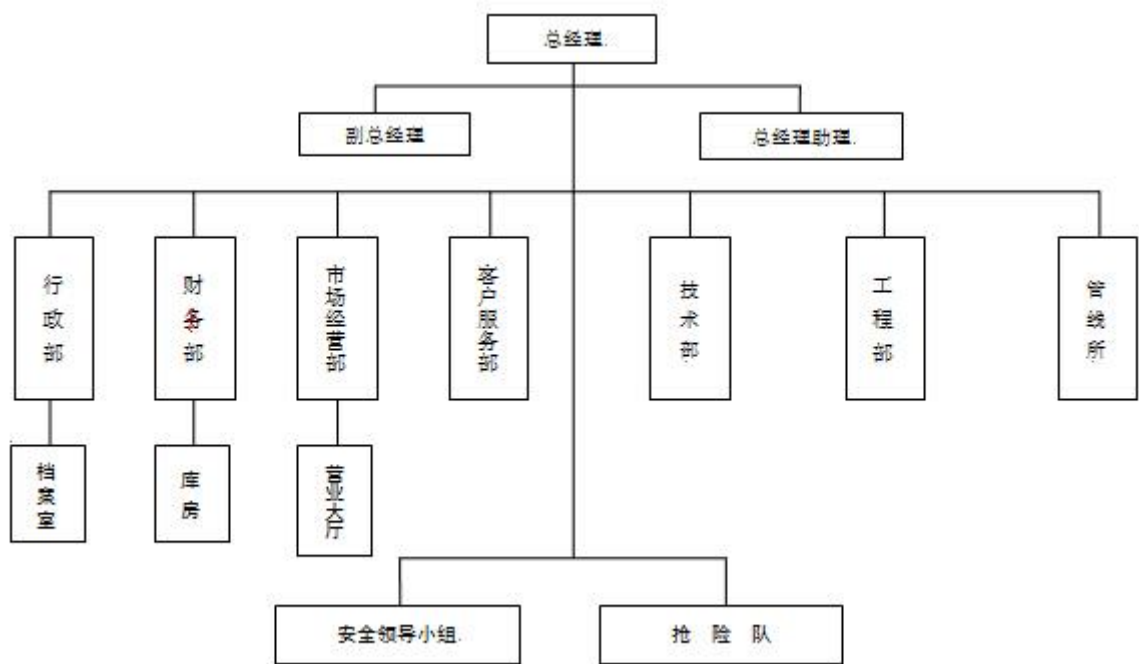 总经理.
副总经理
总经理助理.
行政部
财务部
市场经营部
客户服务部
技术部
工程部
管线所
档案室
库房
营业大厅
安全领导小组.
抢 险 队